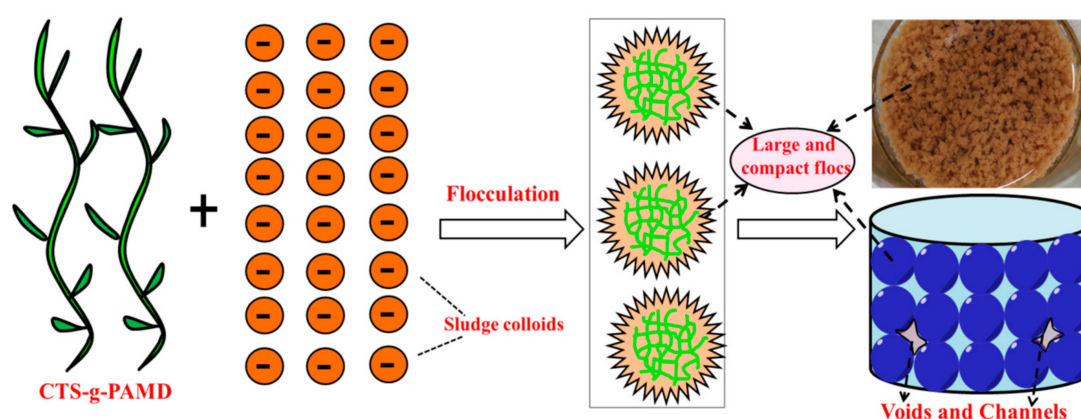 CTS-g-PAMD
+
- - -
- - -
- - -
- - -
- - -
- - -
- - -
- - -
Sludge colloids
Flocculation
Large and
compact flocs
Voids and Channels